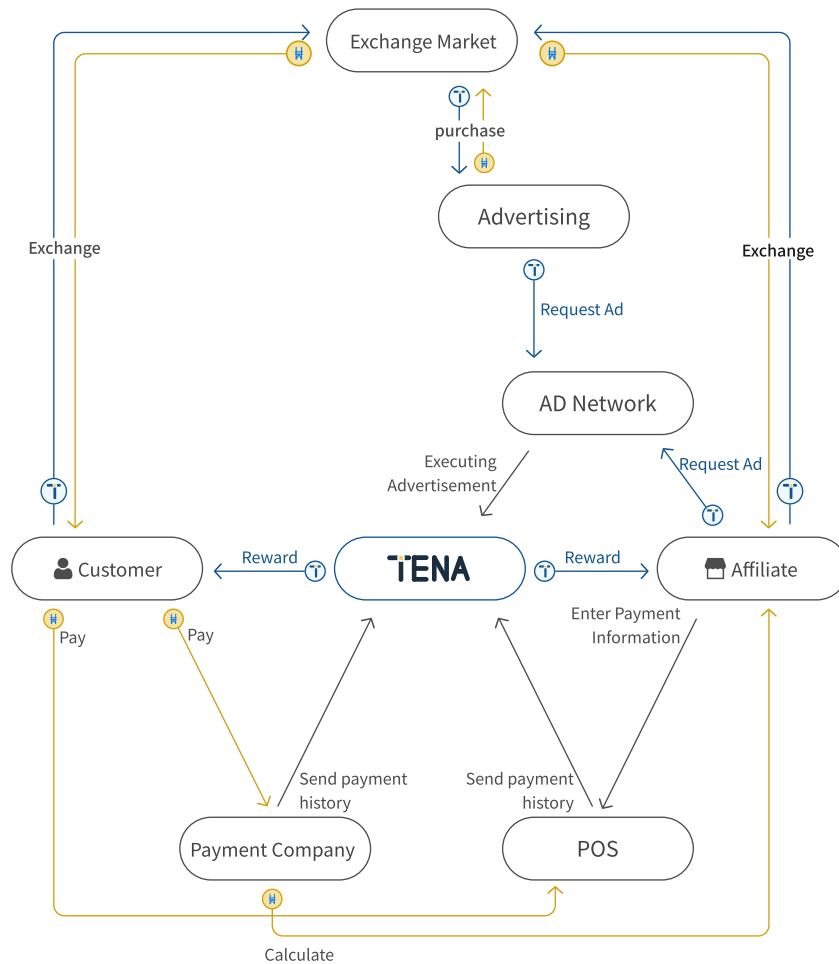 Exchange Market
purchase
Advertising
Exchange
Exchange
Request Ad
AD Network
Executing
Advertisement
Request Ad
Customer
Reward
TENA
Reward
Affiliate
Pay
Pay
Enter Payment
Information
Send payment
history
Send payment
history
Payment Company
POS
Calculate